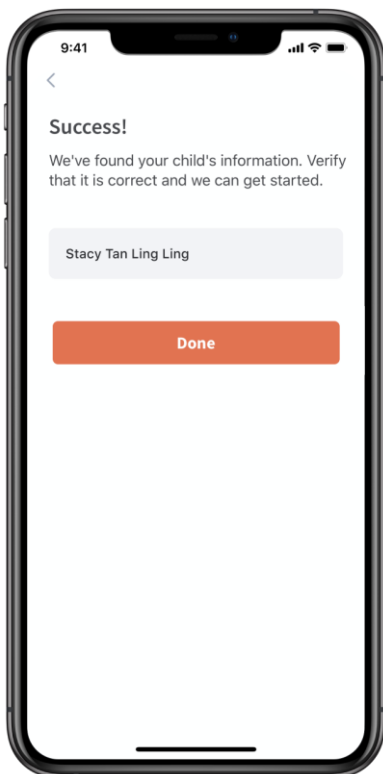 9:41
Success!
We've found your child's information. Verify
that it is correct and we can get started.
Stacy Tan Ling Ling
Done